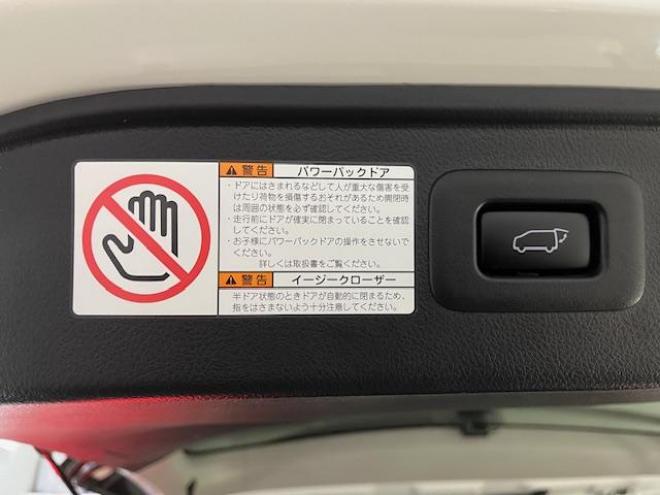 警告 パワーバックドア
・ドアにはさまれるなどして人が重大な傷害を受
けたり荷物を損傷するおそれがあるため開閉時
は周囲の状態を必ず確認してください。
・走行前にドアが確実に閉まっていることを確認
してください。
・お子様にパワーバックドアの操作をさせないで
ください。
詳しくは取扱書をご覧ください。
警告 イージークローザー
半ドア状態のときドアが自動的に閉まるため、
指をはさまないよう十分注意してください。